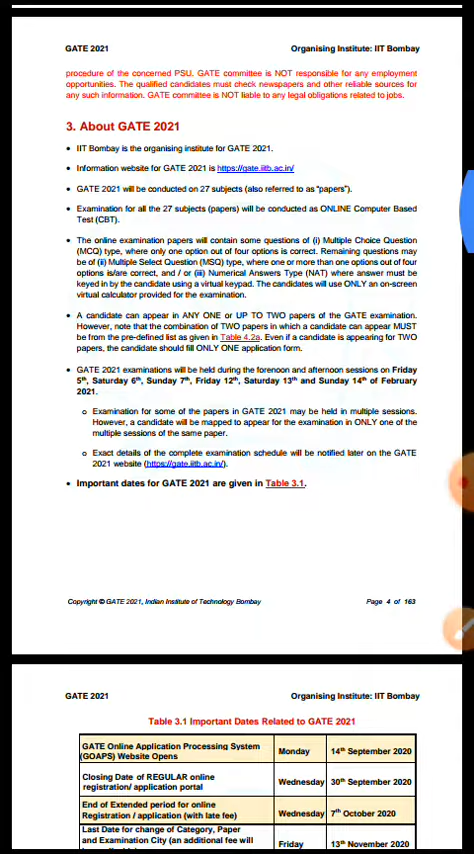 GATE 2021 Organising Institute: IIT Bombay
procedure of the concerned PSU. GATE committee is NOT responsible for any employment
opportunities. The qualified candidates must check newspapers and other reliable sources for
any such information. GATE committee is NOT liable to any legal obligations related to jobs.
3. About GATE 2021
• IIT Bombay is the organising institute for GATE 2021.
• Information website for GATE 2021 is https://gate.iitb.ac.in/
• GATE 2021 will be conducted on 27 subjects (also referred to as "papers").
• Examination for all the 27 subjects (papers) will be conducted as ONLINE Computer Based
Test (CBT).
• The online examination papers will contain some questions of (i) Multiple Choice Question
(MCQ) type, where only one option out of four options is correct. Remaining questions may
be of (ii) Multiple Select Question (MSQ) type, where one or more than one options out of four
options is/are correct, and / or (iii) Numerical Answers Type (NAT) where answer must be
keyed in by the candidate using a virtual keypad. The candidates will use ONLY an on-screen
virtual calculator provided for the examination.
• A candidate can appear in ANY ONE or UP TO TWO papers of the GATE examination.
However, note that the combination of TWO papers in which a candidate can appear MUST
be from the pre-defined list as given in Table 4.2a. Even if a candidate is appearing for TWO
papers, the candidate should fill ONLY ONE application form.
• GATE 2021 examinations will be held during the forenoon and afternoon sessions on Friday
5th, Saturday 6th, Sunday 7th, Friday 12th, Saturday 13th and Sunday 14th of February
2021.
o Examination for some of the papers in GATE 2021 may be held in multiple sessions.
However, a candidate will be mapped to appear for the examination in ONLY one of the
multiple sessions of the same paper.
o Exact details of the complete examination schedule will be notified later on the GATE
2021 website (https://gate.iitb.ac.in/).
• Important dates for GATE 2021 are given in Table 3.1.
Copyright © GATE 2021, Indian Institute of Technology Bombay Page 4 of 163
GATE 2021 Organising Institute: IIT Bombay
Table 3.1 Important Dates Related to GATE 2021
GATE Online Application Processing System
(GOAPS) Website Opens Monday 14th September 2020
Closing Date of REGULAR online
registration/ application portal Wednesday 30th September 2020
End of Extended period for online
Registration / application (with late fee) Wednesday 7th October 2020
Last Date for change of Category, Paper
and Examination City (an additional fee will Friday 13th November 2020